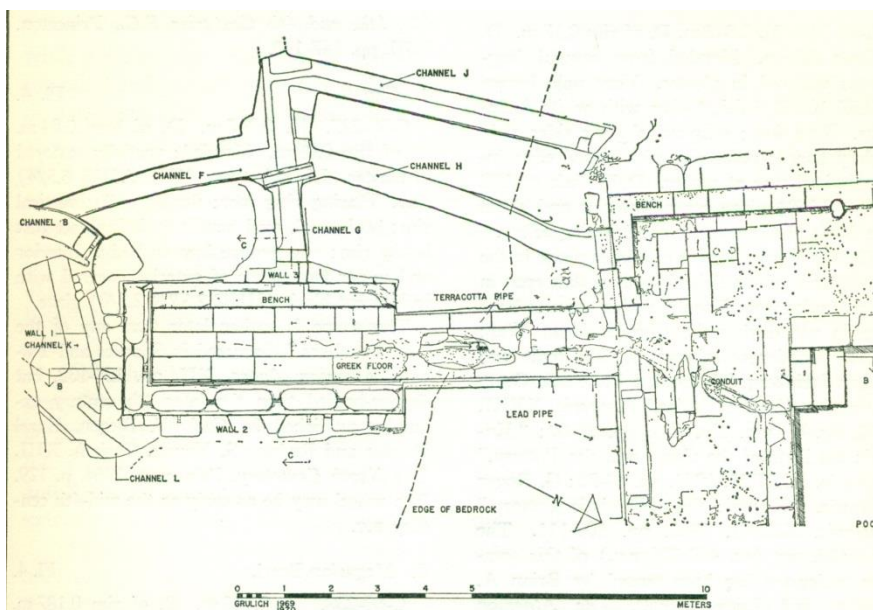 CHANNEL J
CHANNEL F
CHANNEL H
BENCH
CHANNEL B
CHANNEL G
C
WALL 3
BENCH
TERRACOTTA PIPE
WALL 1
CHANNEL K
B
GREEK FLOOR
CONDUIT
B
WALL 2
LEAD PIPE
CHANNEL L
C
N
EDGE OF BEDROCK
POO
0 1 2 3 4 5 10
GRULICH 1969
METERS